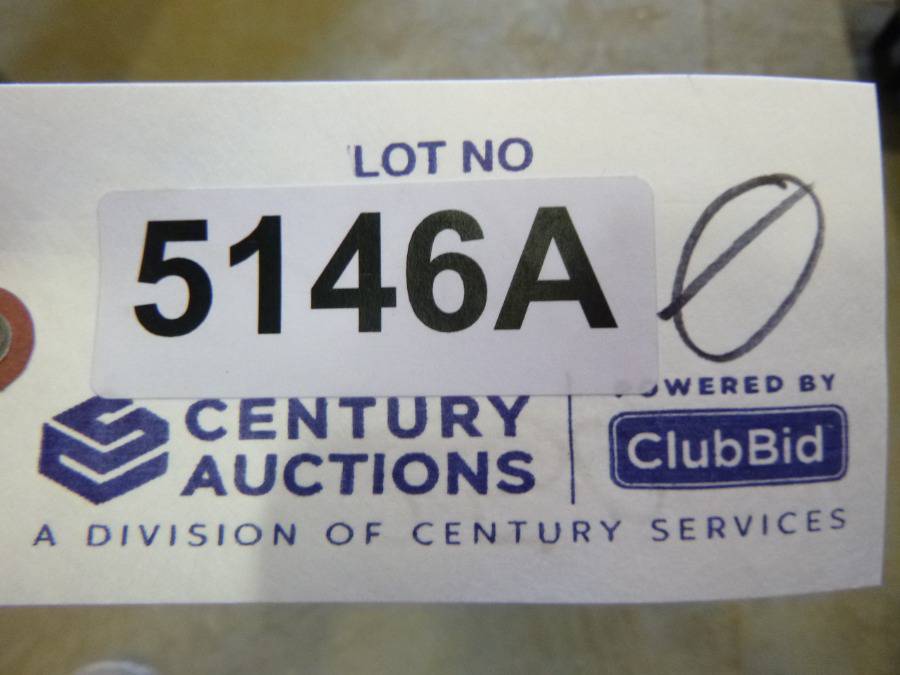 LOT NO
5146A Ø
CENTURY
AUCTIONS
POWERED BY
ClubBid
A DIVISION OF CENTURY SERVICES